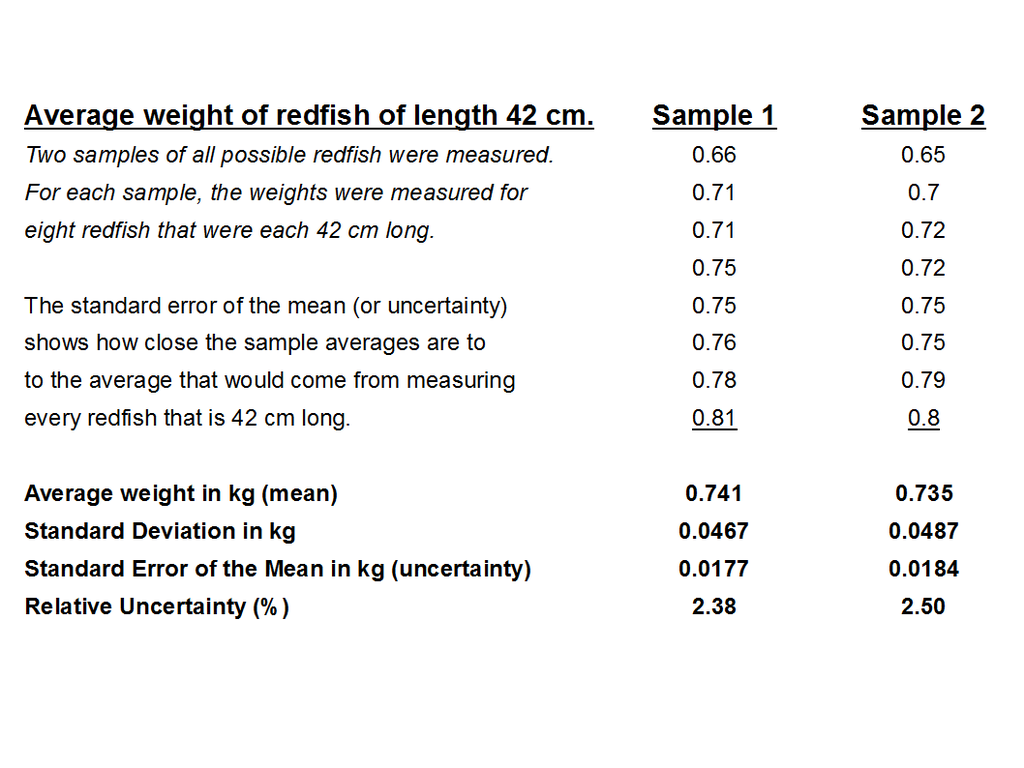 Average weight of redfish of length 42 cm. Sample 1 Sample 2
Two samples of all possible redfish were measured. 0.66 0.65
For each sample, the weights were measured for 0.71 0.7
eight redfish that were each 42 cm long. 0.71 0.72
0.75 0.72
The standard error of the mean (or uncertainty) 0.75 0.75
shows how close the sample averages are to 0.76 0.75
to the average that would come from measuring 0.78 0.79
every redfish that is 42 cm long. 0.81 0.8
Average weight in kg (mean) 0.741 0.735
Standard Deviation in kg 0.0467 0.0487
Standard Error of the Mean in kg (uncertainty) 0.0177 0.0184
Relative Uncertainty (%) 2.38 2.50